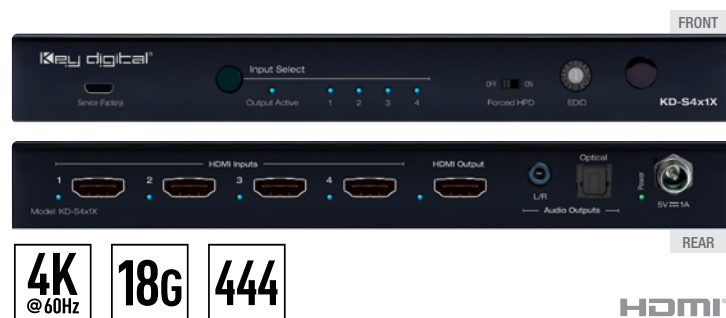 FRONT
Key digital®
Input Select
Service (Factory)
Output Active 1 2 3 4
OFF ON
Forced HPD
EDID
KD-S4x1X
HDMI Inputs
HDMI Output
1 2 3 4
Model: KD-S4x1X
L/R
Optical
Audio Outputs
Power
5V⎓1A
REAR
4K
@60Hz
18G
444
HDMI®